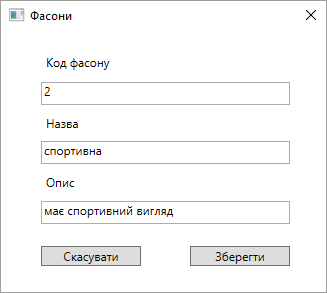 Фасони
Код фасону
2
Назва
спортивна
Опис
має спортивний вигляд
Скасувати
Зберегти